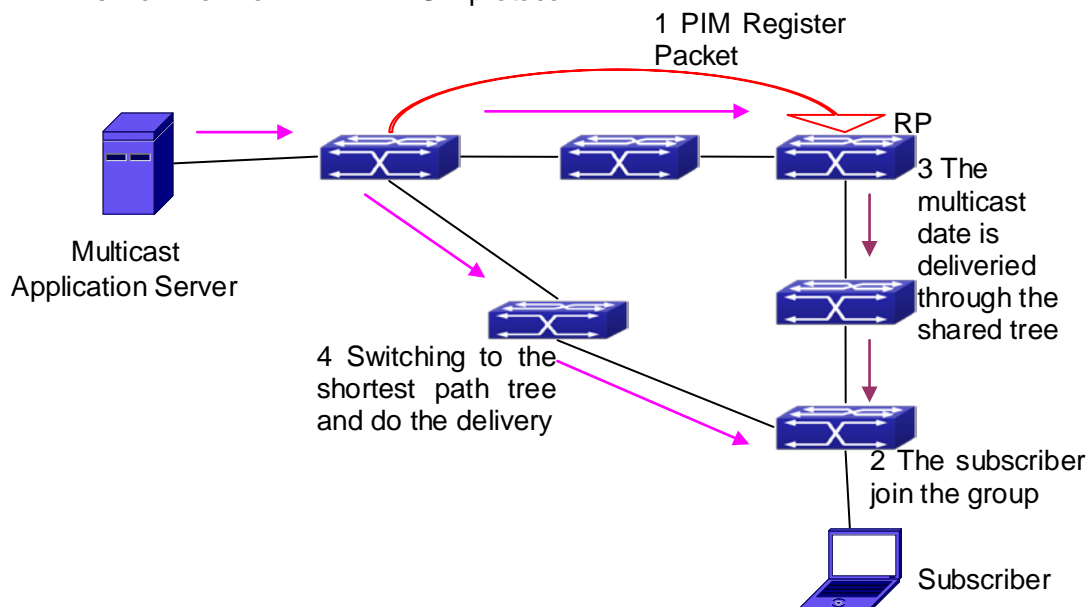 protocol
1 PIM Register
Packet
RP
3 The
multicast
date is
deliveried
through the
shared tree
Multicast
Application Server
4 Switching to the
shortest path tree
and do the delivery
2 The subscriber
join the group
Subscriber